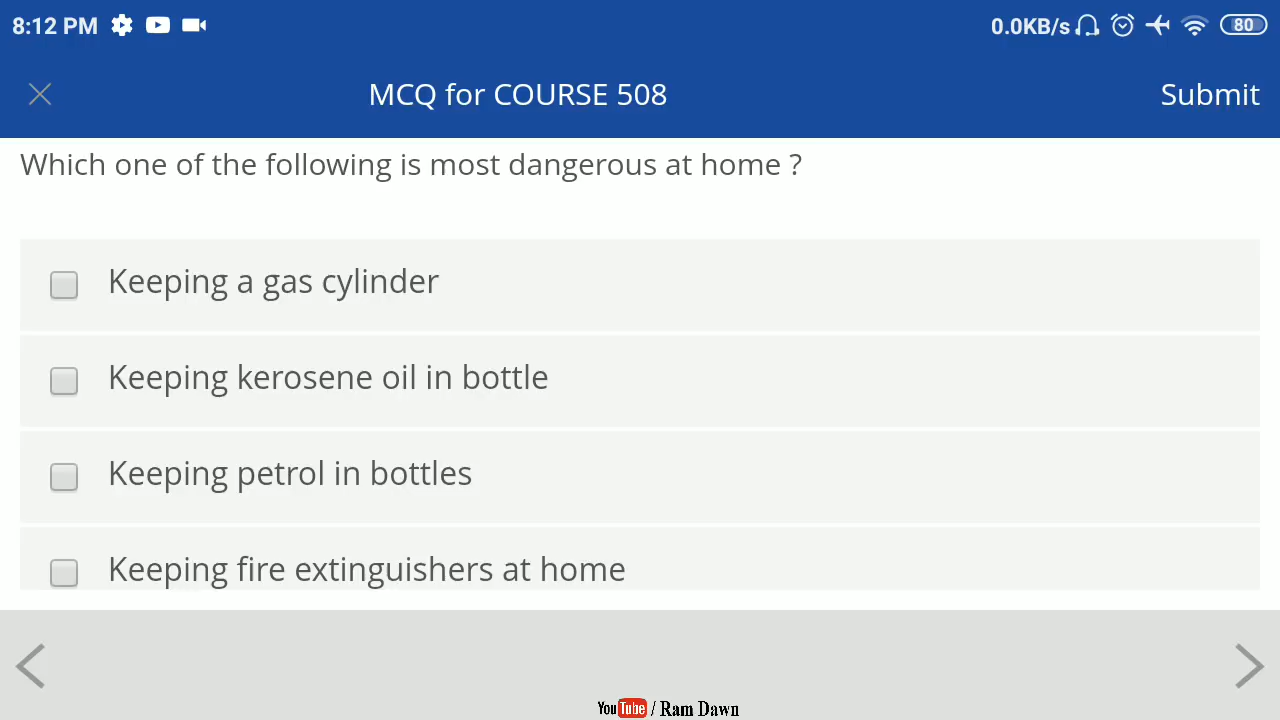 8:12 PM 0.0KB/s 80
MCQ for COURSE 508 Submit
Which one of the following is most dangerous at home ?
Keeping a gas cylinder
Keeping kerosene oil in bottle
Keeping petrol in bottles
Keeping fire extinguishers at home
YouTube / Ram Dawn